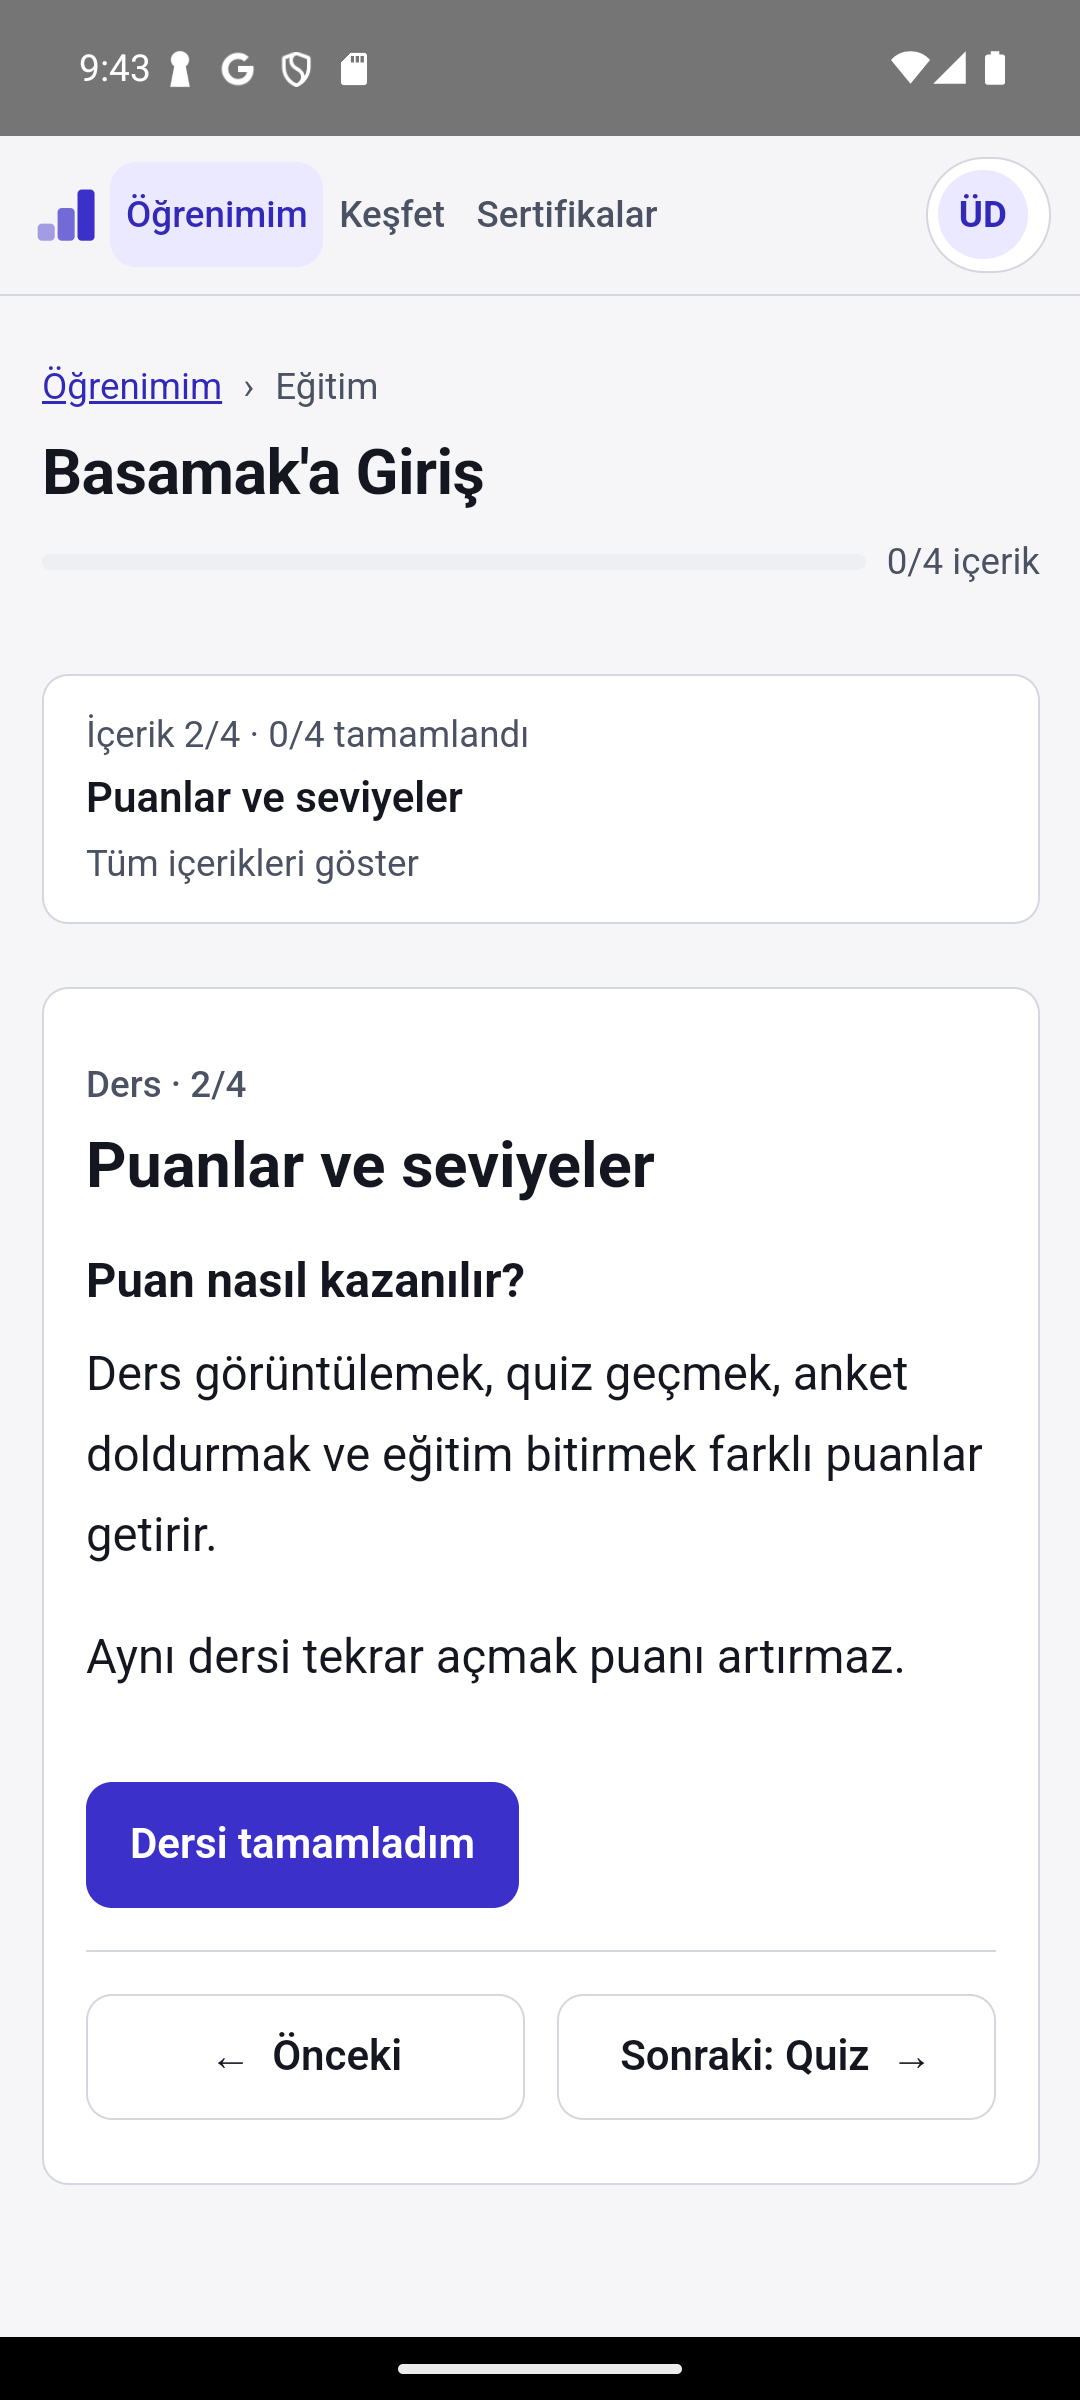 9:43
Öğrenimim Keşfet Sertifikalar ÜD
Öğrenimim › Eğitim
Basamak'a Giriş
0/4 içerik
İçerik 2/4 · 0/4 tamamlandı
Puanlar ve seviyeler
Tüm içerikleri göster
Ders · 2/4
Puanlar ve seviyeler
Puan nasıl kazanılır?
Ders görüntülemek, quiz geçmek, anket
doldurmak ve eğitim bitirmek farklı puanlar
getirir.
Aynı dersi tekrar açmak puanı artırmaz.
Dersi tamamladım
← Önceki
Sonraki: Quiz →